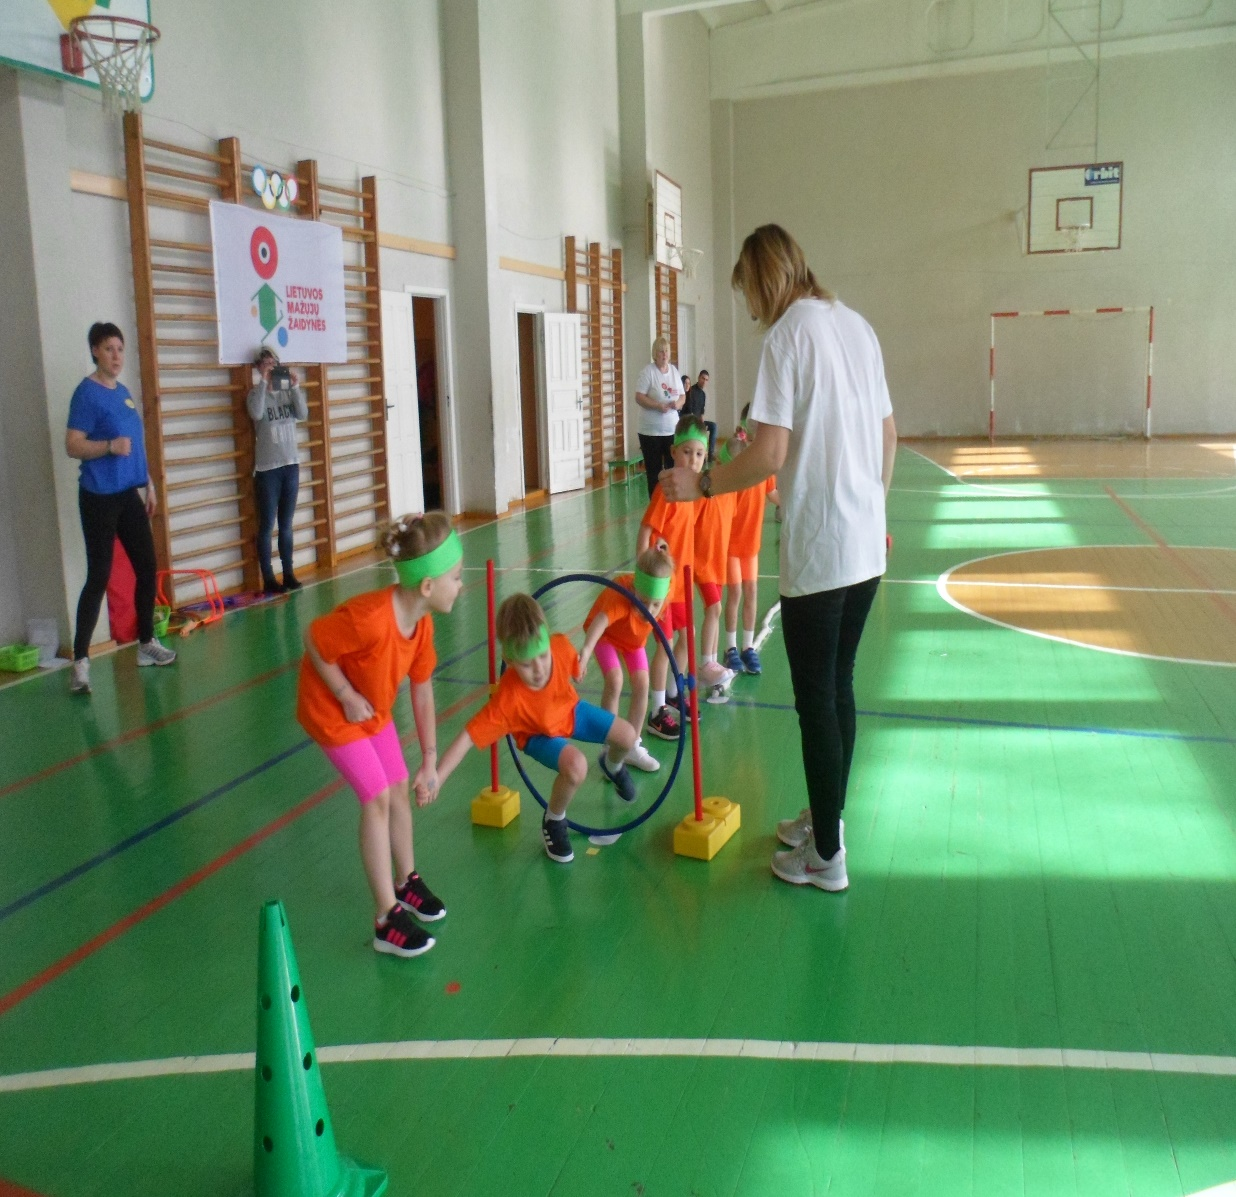 LIETUVOS
MAŽŲJŲ
ŽAIDYNĖS
BLACK
Orbit